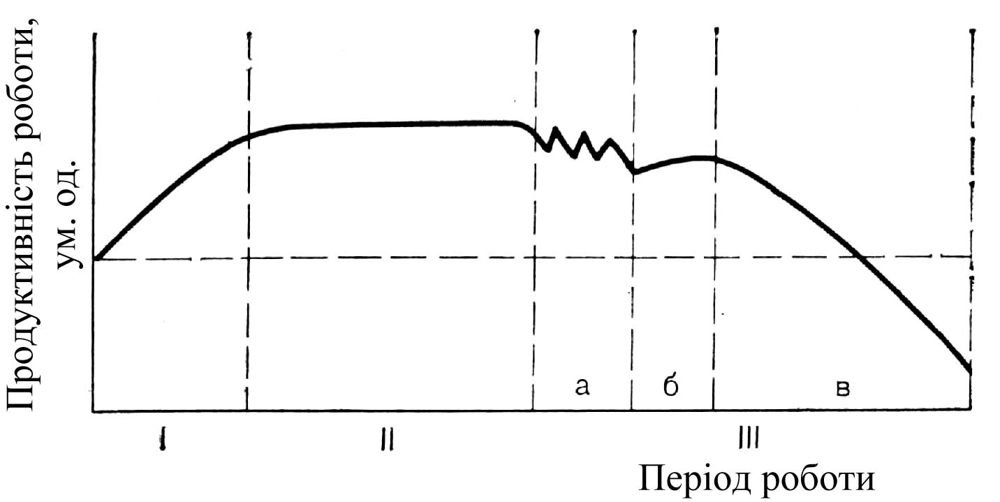 Продуктивність роботи,
ум. од.
а б в
I II III
Період роботи